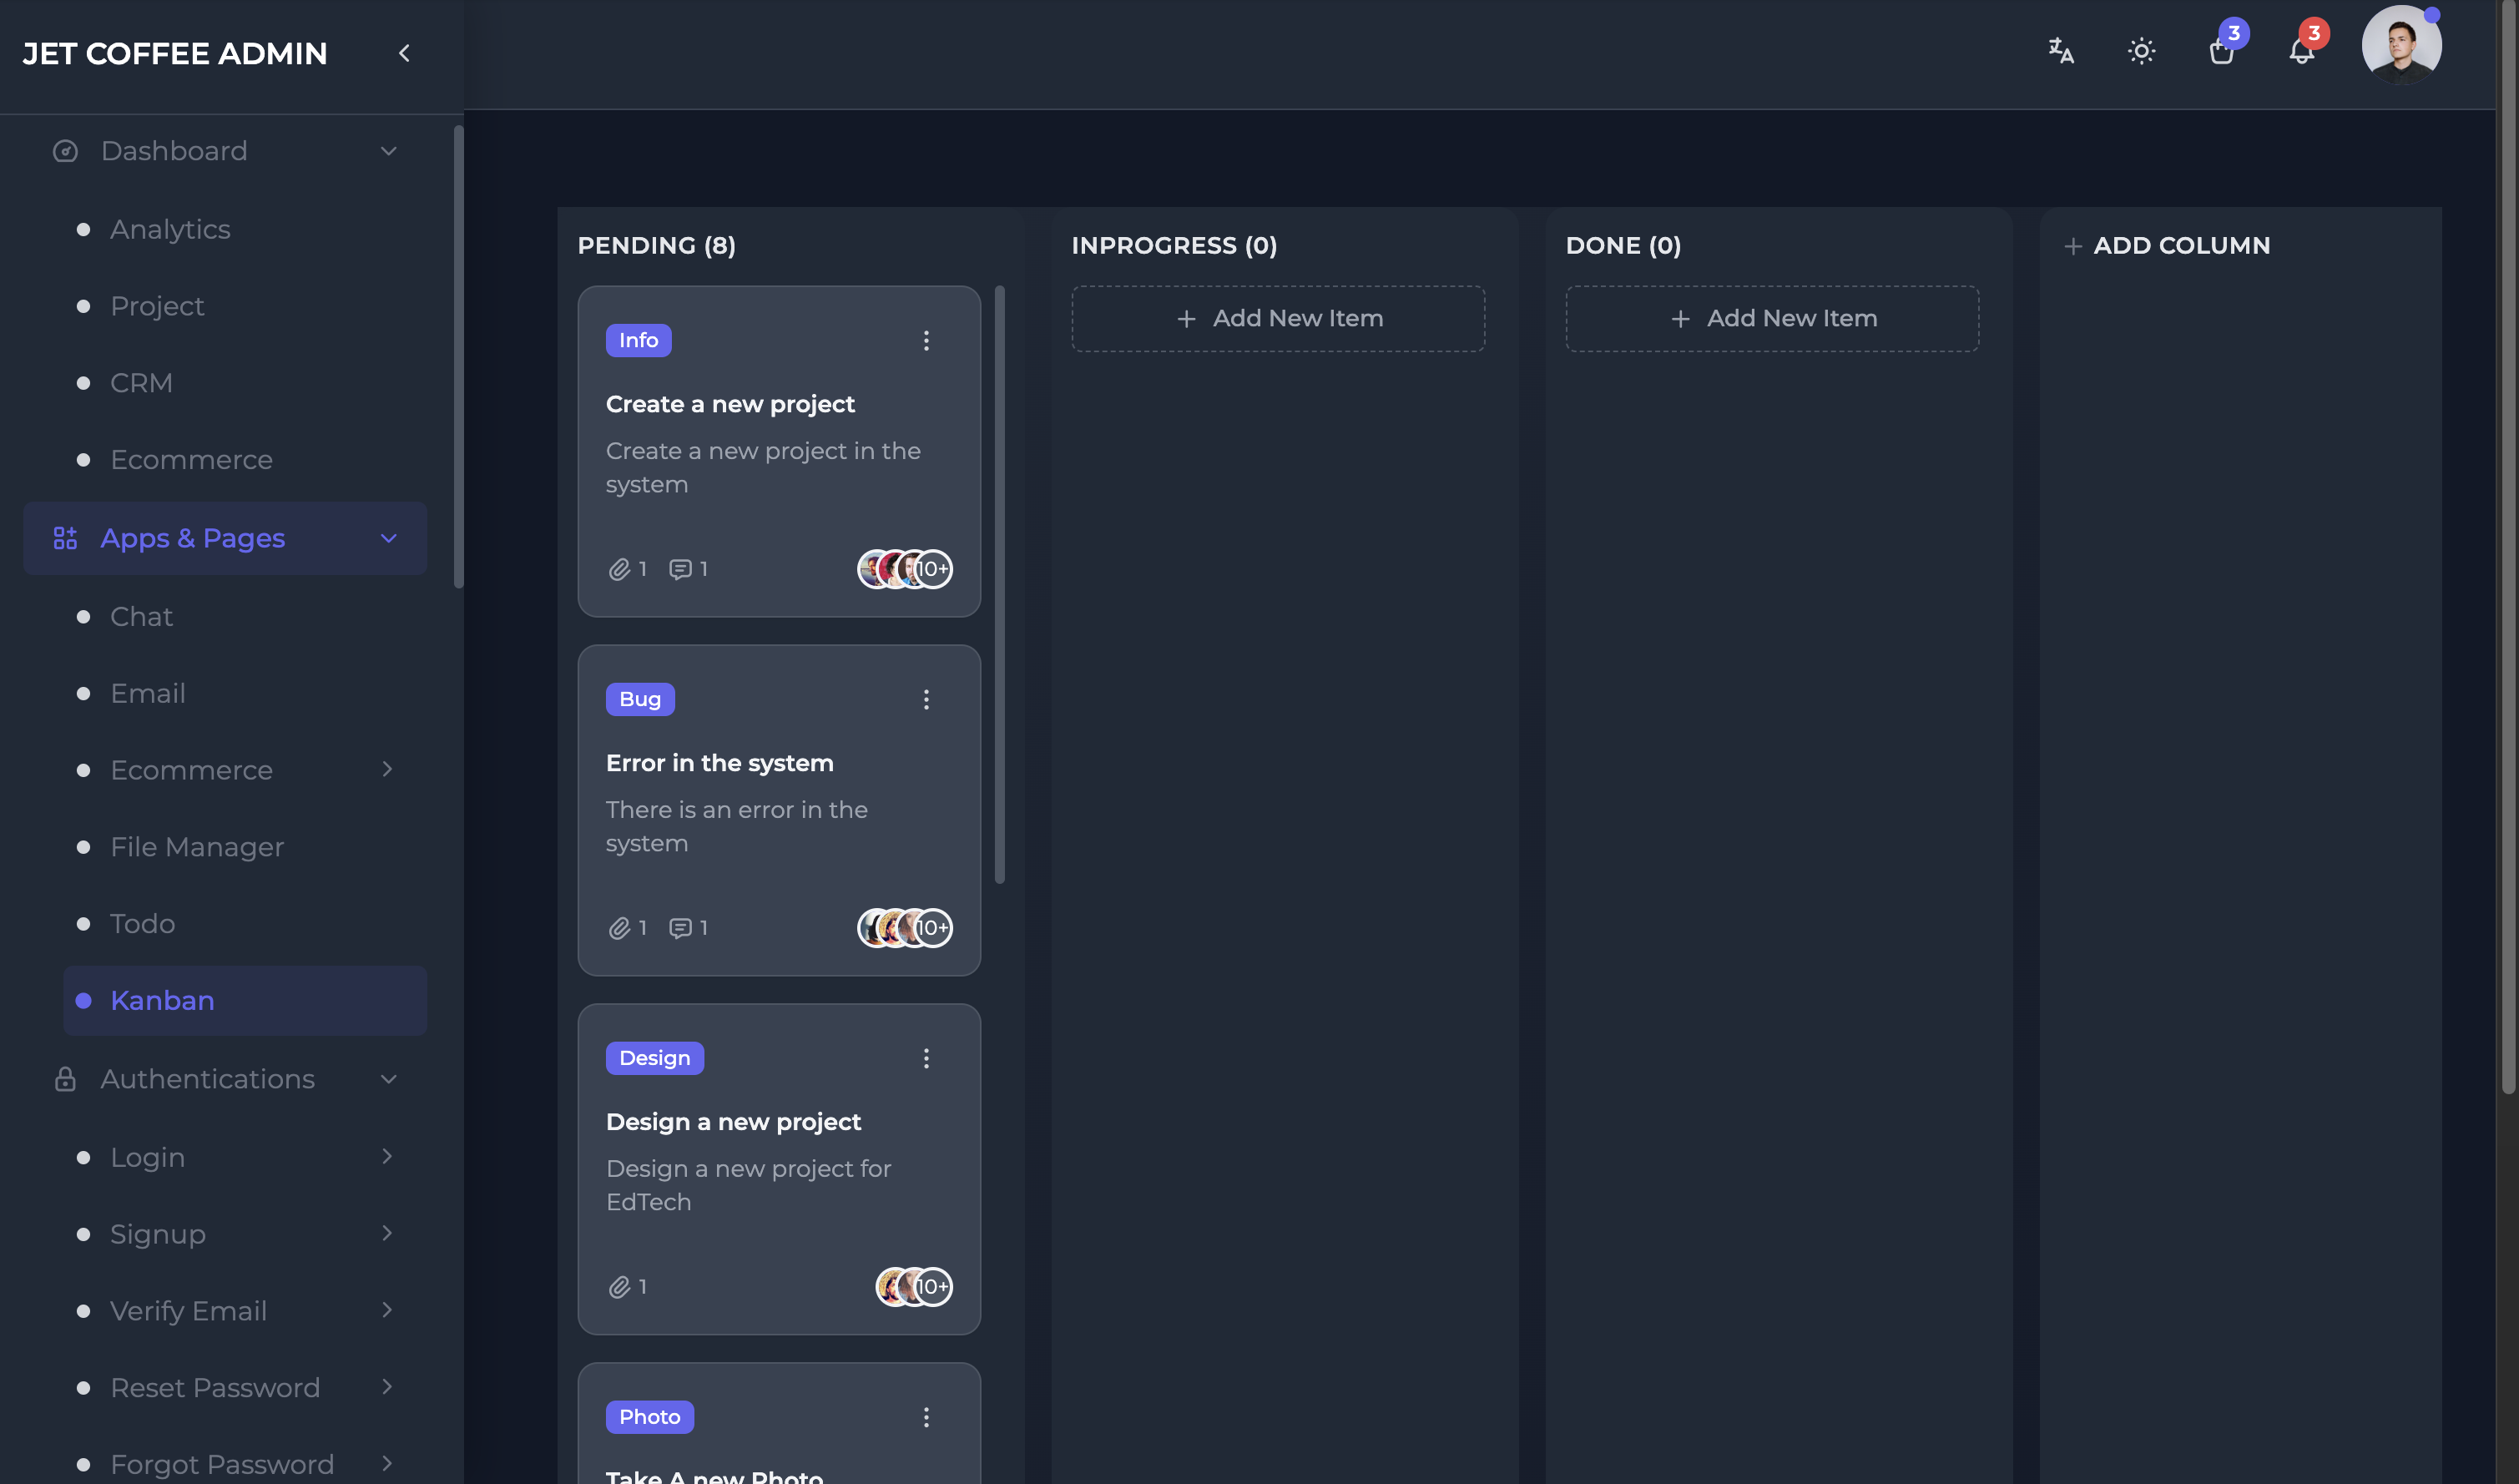 JET COFFEE ADMIN
3
3
Dashboard
Analytics
Project
CRM
Ecommerce
Apps & Pages
Chat
Email
Ecommerce
File Manager
Todo
Kanban
Authentications
Login
Signup
Verify Email
Reset Password
Forgot Password
PENDING (8)
Info
Create a new project
Create a new project in the
system
1 1 10+
Bug
Error in the system
There is an error in the
system
1 1 10+
Design
Design a new project
Design a new project for
EdTech
1 10+
Photo
Take A new Photo
INPROGRESS (0)
+ Add New Item
DONE (0)
+ Add New Item
+ ADD COLUMN